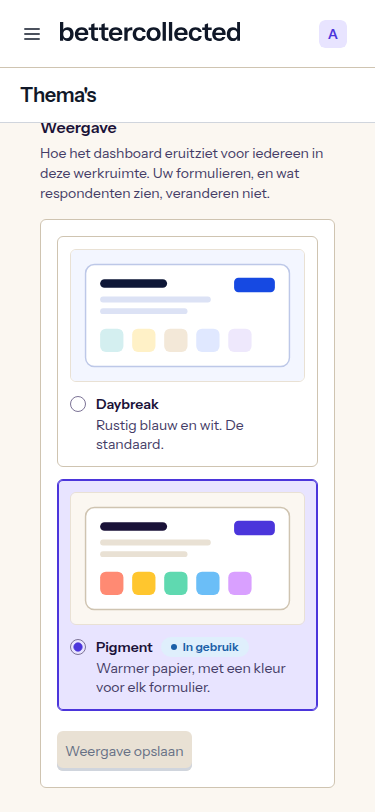 bettercollected
A
Thema's
Weergave
Hoe het dashboard eruitziet voor iedereen in
deze werkruimte. Uw formulieren, en wat
respondenten zien, veranderen niet.
Daybreak
Rustig blauw en wit. De
standaard.
Pigment
In gebruik
Warmer papier, met een kleur
voor elk formulier.
Weergave opslaan